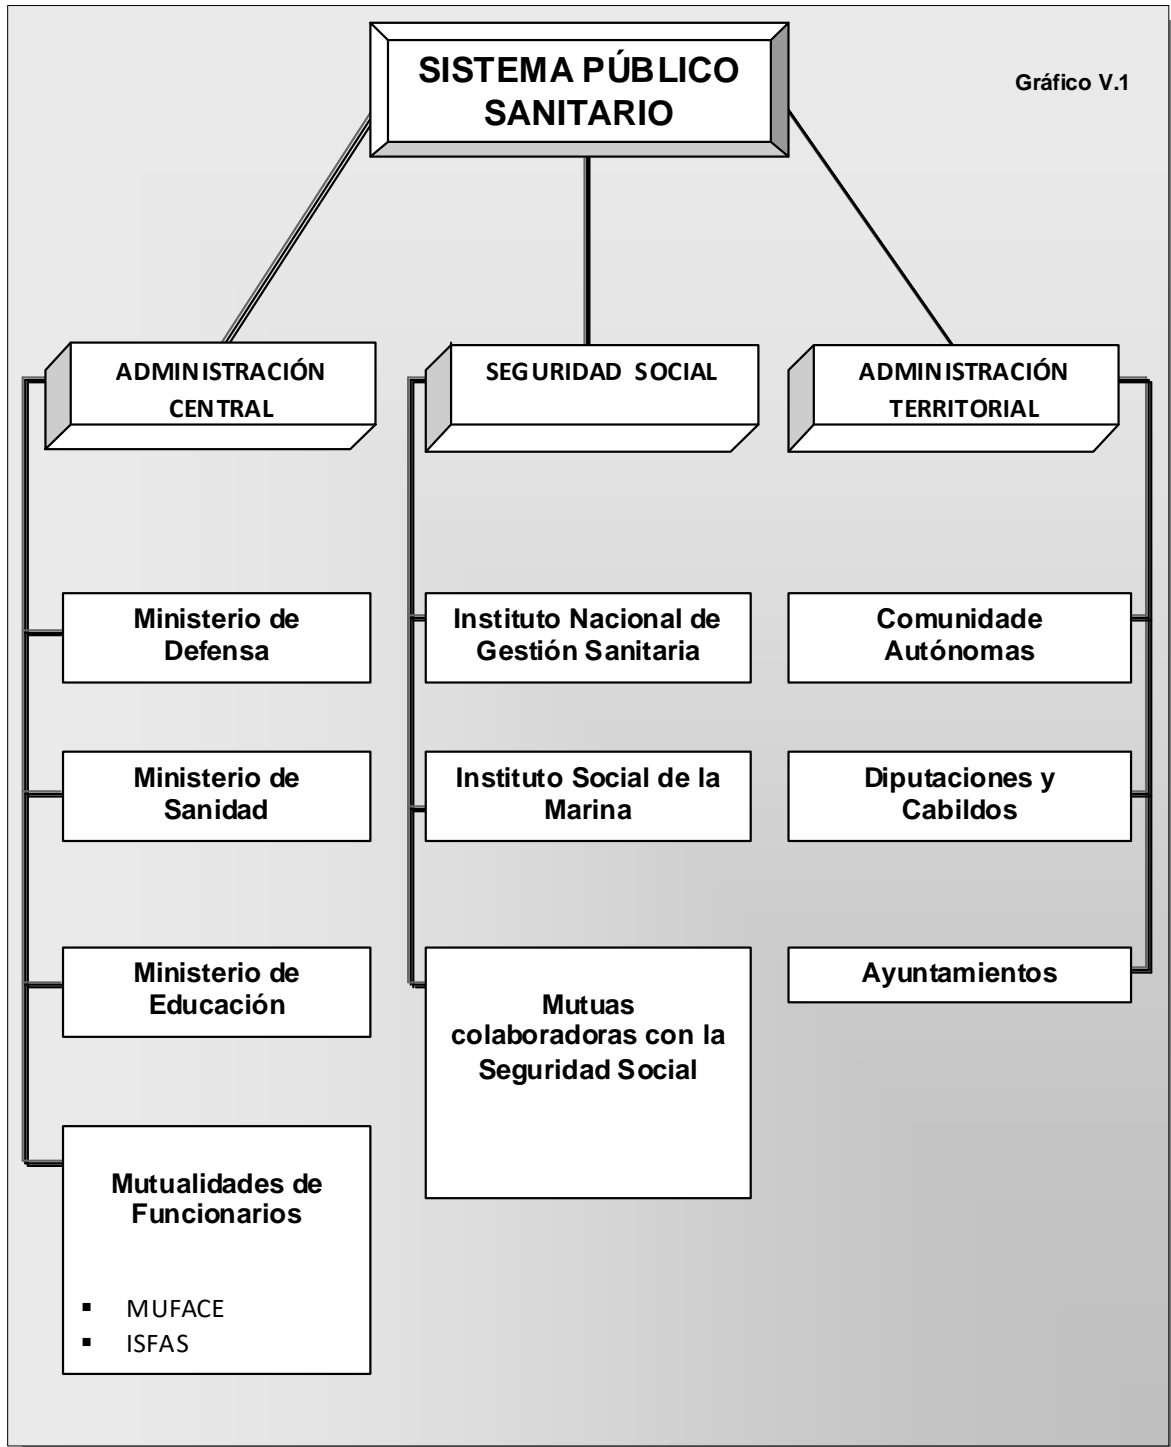 SISTEMA PÚBLICO
SANITARIO
Gráfico V.1
ADMINISTRACIÓN
CENTRAL
SEGURIDAD SOCIAL
ADMINISTRACIÓN
TERRITORIAL
Ministerio de
Defensa
Instituto Nacional de
Gestión Sanitaria
Comunidade
Autónomas
Ministerio de
Sanidad
Instituto Social de la
Marina
Diputaciones y
Cabildos
Ministerio de
Educación
Mutuas
colaboradoras con la
Seguridad Social
Ayuntamientos
Mutualidades de
Funcionarios
▪ MUFACE
▪ ISFAS